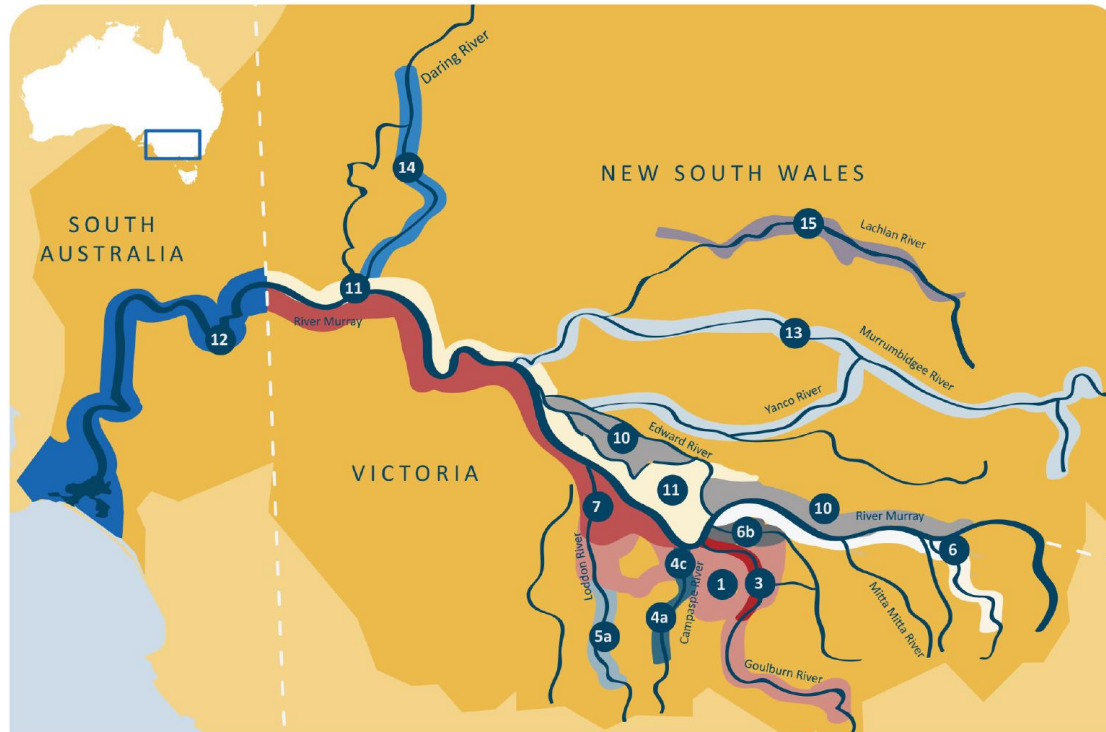 Daring River
14
NEW SOUTH WALES
SOUTH
AUSTRALIA
15
Lachlan River
11
River Murray
12
13
Murrumbidgee River
Yanco River
Edward River
10
VICTORIA
11
7
10
River Murray
6b
6
4c
1
3
Loddon River
Campaspe River
Mitta Mitta River
4a
5a
Goulburn River